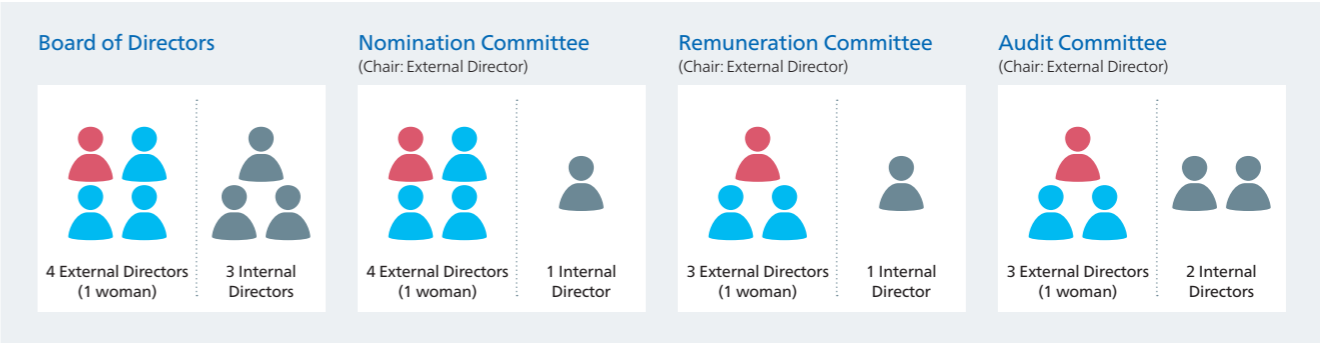 Board of Directors
4 External Directors
(1 woman)
3 Internal
Directors
Nomination Committee
(Chair: External Director)
4 External Directors
(1 woman)
1 Internal
Director
Remuneration Committee
(Chair: External Director)
3 External Directors
(1 woman)
1 Internal
Director
Audit Committee
(Chair: External Director)
3 External Directors
(1 woman)
2 Internal
Directors